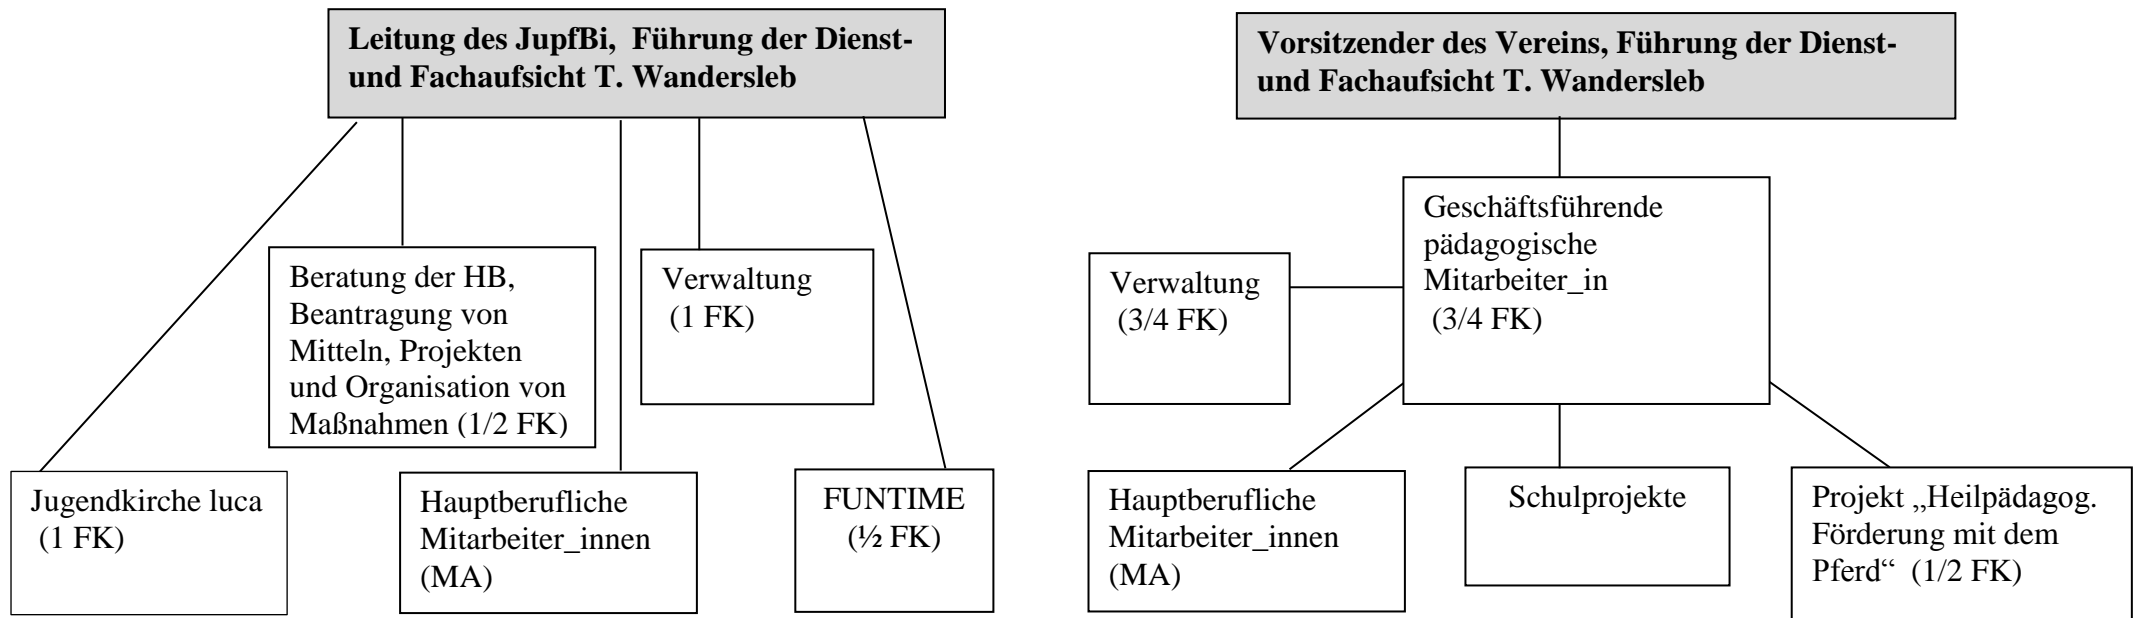 Leitung des JupfBi, Führung der Dienst-
und Fachaufsicht T. Wandersleb
Beratung der HB,
Beantragung von
Mitteln, Projekten
und Organisation von
Maßnahmen (1/2 FK)
Verwaltung
(1 FK)
Jugendkirche luca
(1 FK)
Hauptberufliche
Mitarbeiter_innen
(MA)
FUNTIME
(½ FK)
Vorsitzender des Vereins, Führung der Dienst-
und Fachaufsicht T. Wandersleb
Geschäftsführende
pädagogische
Mitarbeiter_in
(3/4 FK)
Verwaltung
(3/4 FK)
Hauptberufliche
Mitarbeiter_innen
(MA)
Schulprojekte
Projekt „Heilpädagog.
Förderung mit dem
Pferd“ (1/2 FK)